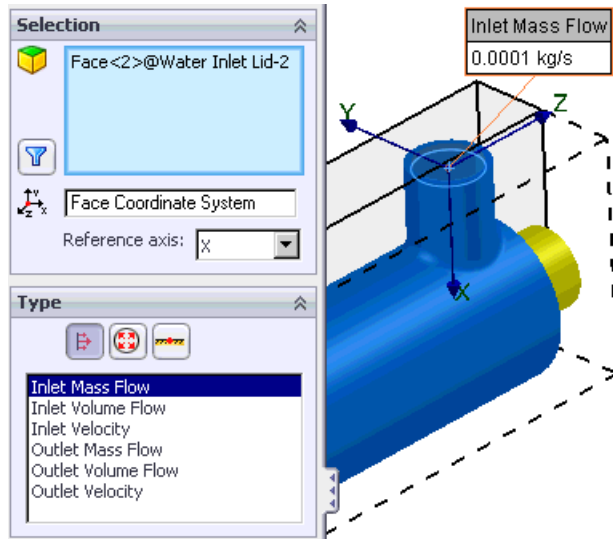 Selection
Face<2>@Water Inlet Lid-2
Face Coordinate System
Reference axis: X
Type
Inlet Mass Flow
Inlet Volume Flow
Inlet Velocity
Outlet Mass Flow
Outlet Volume Flow
Outlet Velocity
Inlet Mass Flow
0.0001 kg/s
Y
Z
X